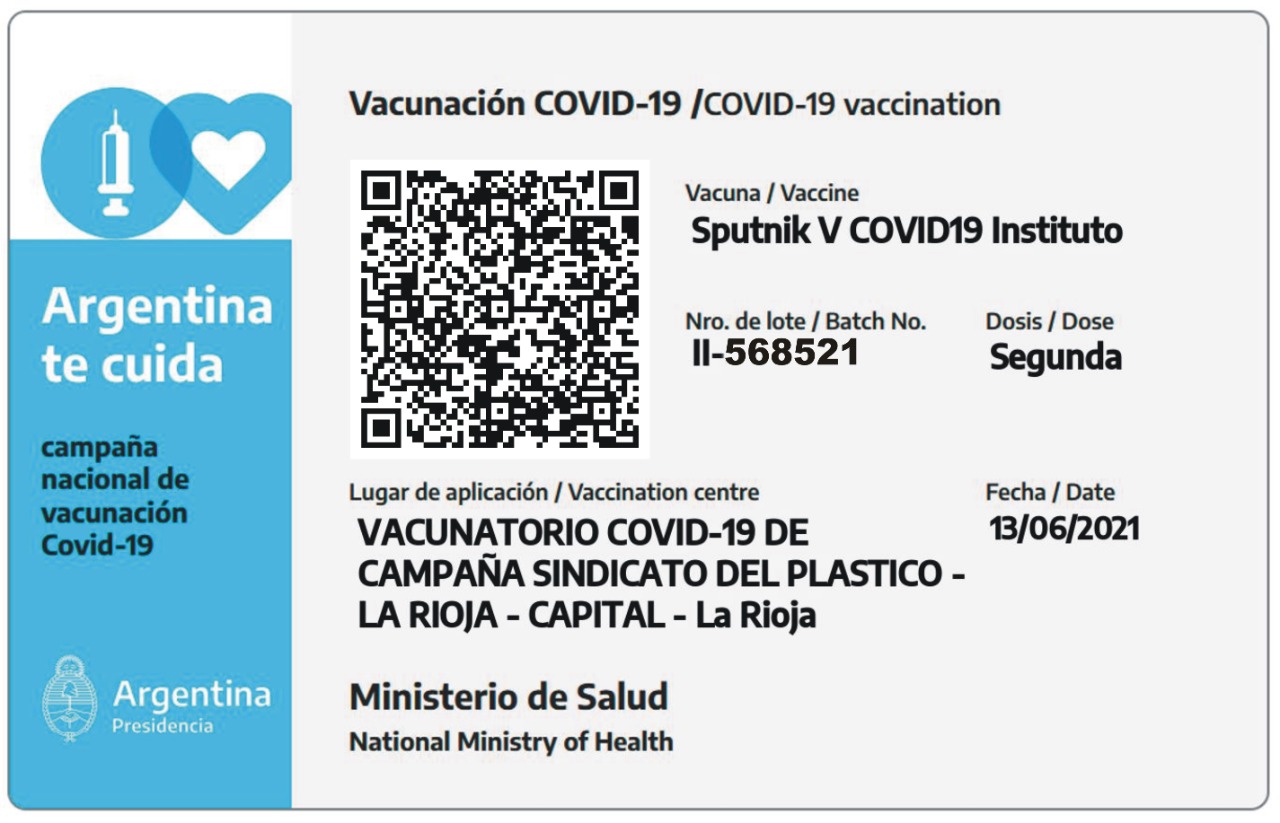 Vacunación COVID-19 /COVID-19 vaccination
Vacuna / Vaccine
Sputnik V COVID19 Instituto
Nro. de lote / Batch No.
II-568521
Dosis / Dose
Segunda
Lugar de aplicación / Vaccination centre
VACUNATORIO COVID-19 DE
CAMPAÑA SINDICATO DEL PLASTICO -
LA RIOJA - CAPITAL - La Rioja
Fecha / Date
13/06/2021
Ministerio de Salud
National Ministry of Health
Argentina
te cuida
campaña
nacional de
vacunación
Covid-19
Argentina
Presidencia